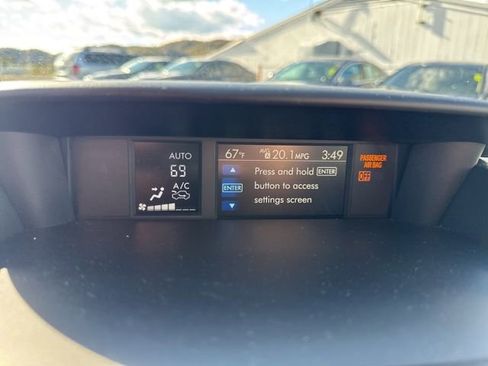 AUTO
69
A/C
67°F AVG A 20.1 MPG 3:49
Press and hold ENTER
ENTER button to access
settings screen
PASSENGER
AIR BAG
OFF